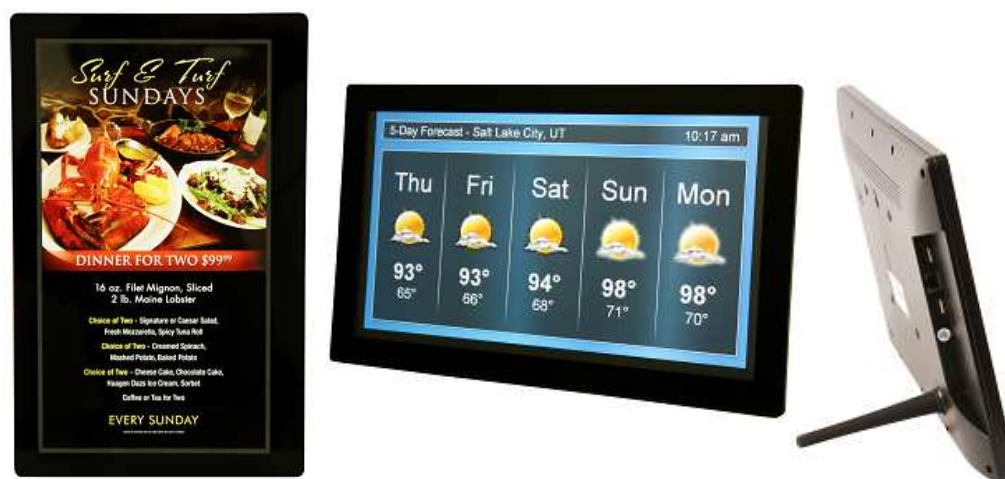 Surf & Turf
SUNDAYS
DINNER FOR TWO $99⁹⁹
16 oz. Filet Mignon, Sliced
2 lb. Maine Lobster
Choice of Two - Signature or Caesar Salad,
Fresh Mozzarella, Spicy Tuna Roll
Choice of Two - Creamed Spinach,
Mashed Potato, Baked Potato
Choice of Two - Cheese Cake, Chocolate Cake,
Haagen Dazs Ice Cream, Sorbet
Coffee or Tea for Two
EVERY SUNDAY
5-Day Forecast - Salt Lake City, UT 10:17 am
Thu Fri Sat Sun Mon
93° 93° 94° 98° 98°
65° 66° 68° 71° 70°